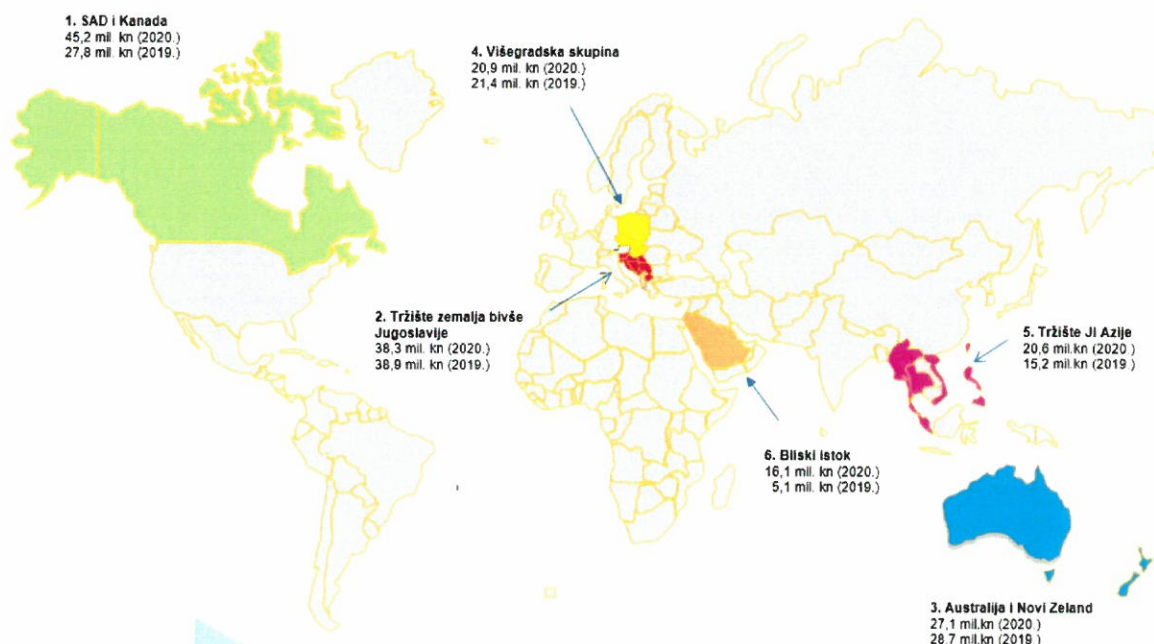 1. SAD i Kanada
45,2 mil. kn (2020.)
27,8 mil. kn (2019.)
4. Višegradska skupina
20,9 mil. kn (2020.)
21,4 mil. kn (2019.)
2. Tržište zemalja bivše
Jugoslavije
38,3 mil. kn (2020.)
38,9 mil. kn (2019.)
5. Tržište JI Azije
20,6 mil.kn (2020.)
15,2 mil.kn (2019.)
6. Bliski istok
16,1 mil. kn (2020.)
5,1 mil. kn (2019.)
3. Australija i Novi Zeland
27,1 mil.kn (2020.)
28,7 mil.kn (2019.)